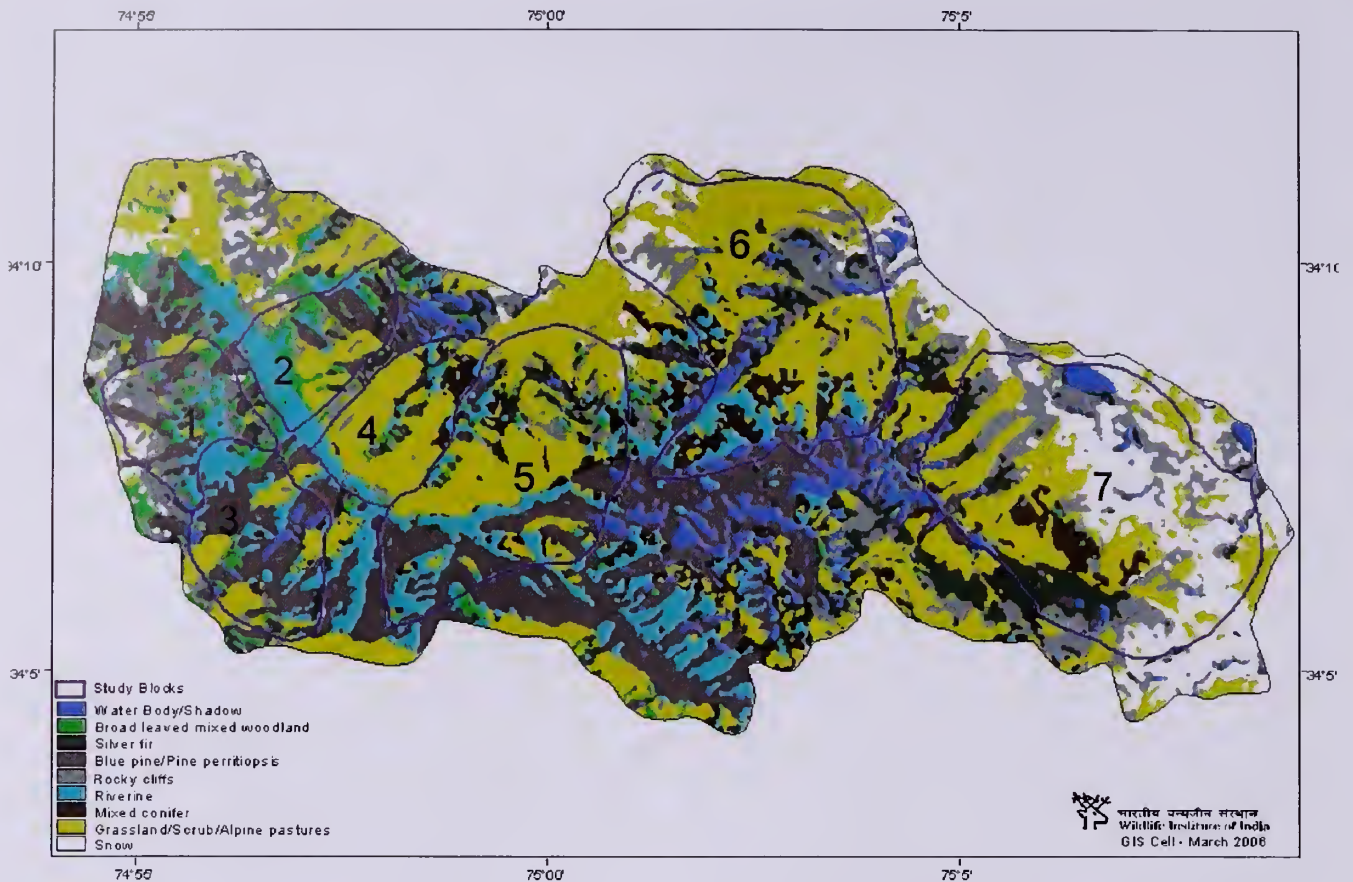 74°55'
75°00'
75°5'
34°10'
34°10'
6
2
1
4
5
7
3
34°5'
34°5'
Study Blocks
Water Body/Shadow
Broad leaved mixed woodland
Silver fir
Blue pine/Pine perritiopsis
Rocky cliffs
Riverine
Mixed conifer
Grassland/Scrub/Alpine pastures
Snow
भारतीय वन्यजीव संस्थान
Wildlife Institute of India
GIS Cell - March 2006
74°55'
75°00'
75°5'